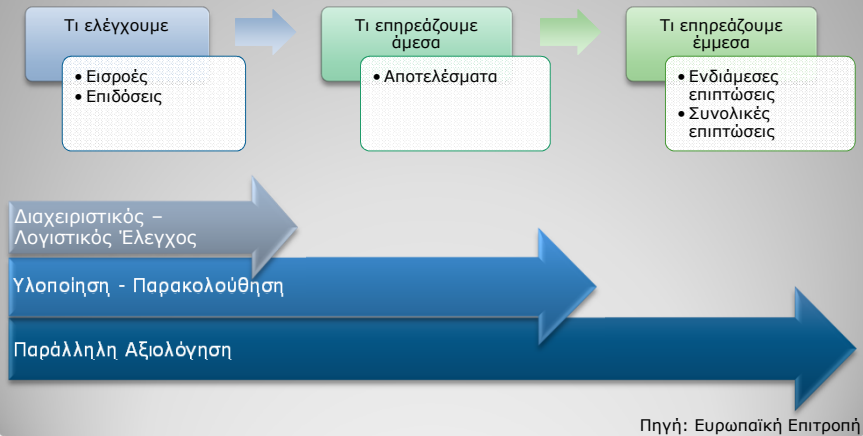 Τι ελέγχουμε
• Εισροές
• Επιδόσεις
Τι επηρεάζουμε
άμεσα
• Αποτελέσματα
Τι επηρεάζουμε
έμμεσα
• Ενδιάμεσες
επιπτώσεις
• Συνολικές
επιπτώσεις
Διαχειριστικός –
Λογιστικός Έλεγχος
Υλοποίηση - Παρακολούθηση
Παράλληλη Αξιολόγηση
Πηγή: Ευρωπαϊκή Επιτροπή